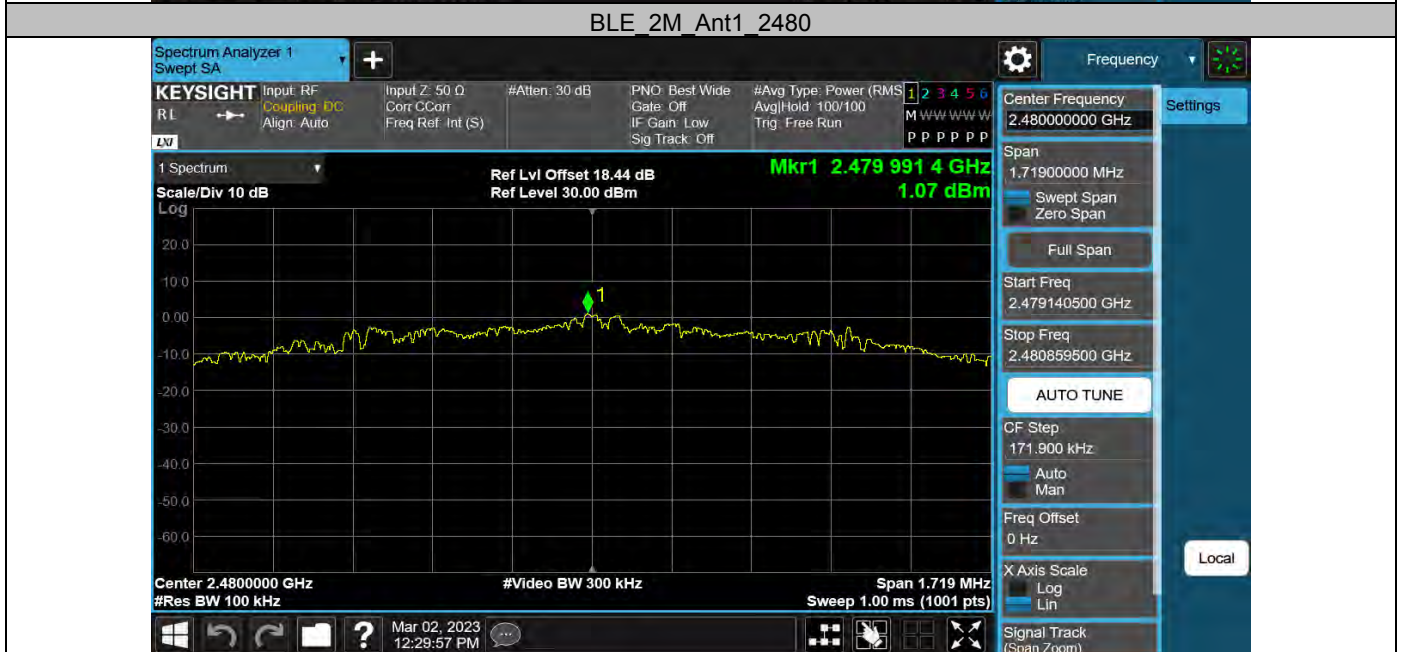 BLE_2M_Ant1_2480
Spectrum Analyzer 1
Swept SA
Frequency
KEYSIGHT
RL
LXI
Input: RF
Coupling: DC
Align: Auto
Input Z: 50 Ω
Corr CCorr
Freq Ref: Int (S)
#Atten: 30 dB
PNO: Best Wide
Gate: Off
IF Gain: Low
Sig Track: Off
#Avg Type: Power (RMS
Avg|Hold: 100/100
Trig: Free Run
1 2 3 4 5 6
M W W W W W
P P P P P P
1 Spectrum
Scale/Div 10 dB
Ref Lvl Offset 18.44 dB
Ref Level 30.00 dBm
Mkr1 2.479 991 4 GHz
1.07 dBm
Log
20.0
10.0
0.00
-10.0
-20.0
-30.0
-40.0
-50.0
-60.0
1
Center 2.4800000 GHz
#Res BW 100 kHz
#Video BW 300 kHz
Span 1.719 MHz
Sweep 1.00 ms (1001 pts)
Mar 02, 2023
12:29:57 PM
Center Frequency
2.480000000 GHz
Settings
Span
1.71900000 MHz
Swept Span
Zero Span
Full Span
Start Freq
2.479140500 GHz
Stop Freq
2.480859500 GHz
AUTO TUNE
CF Step
171.900 kHz
Auto
Man
Freq Offset
0 Hz
X Axis Scale
Log
Lin
Local
Signal Track
(Span Zoom)